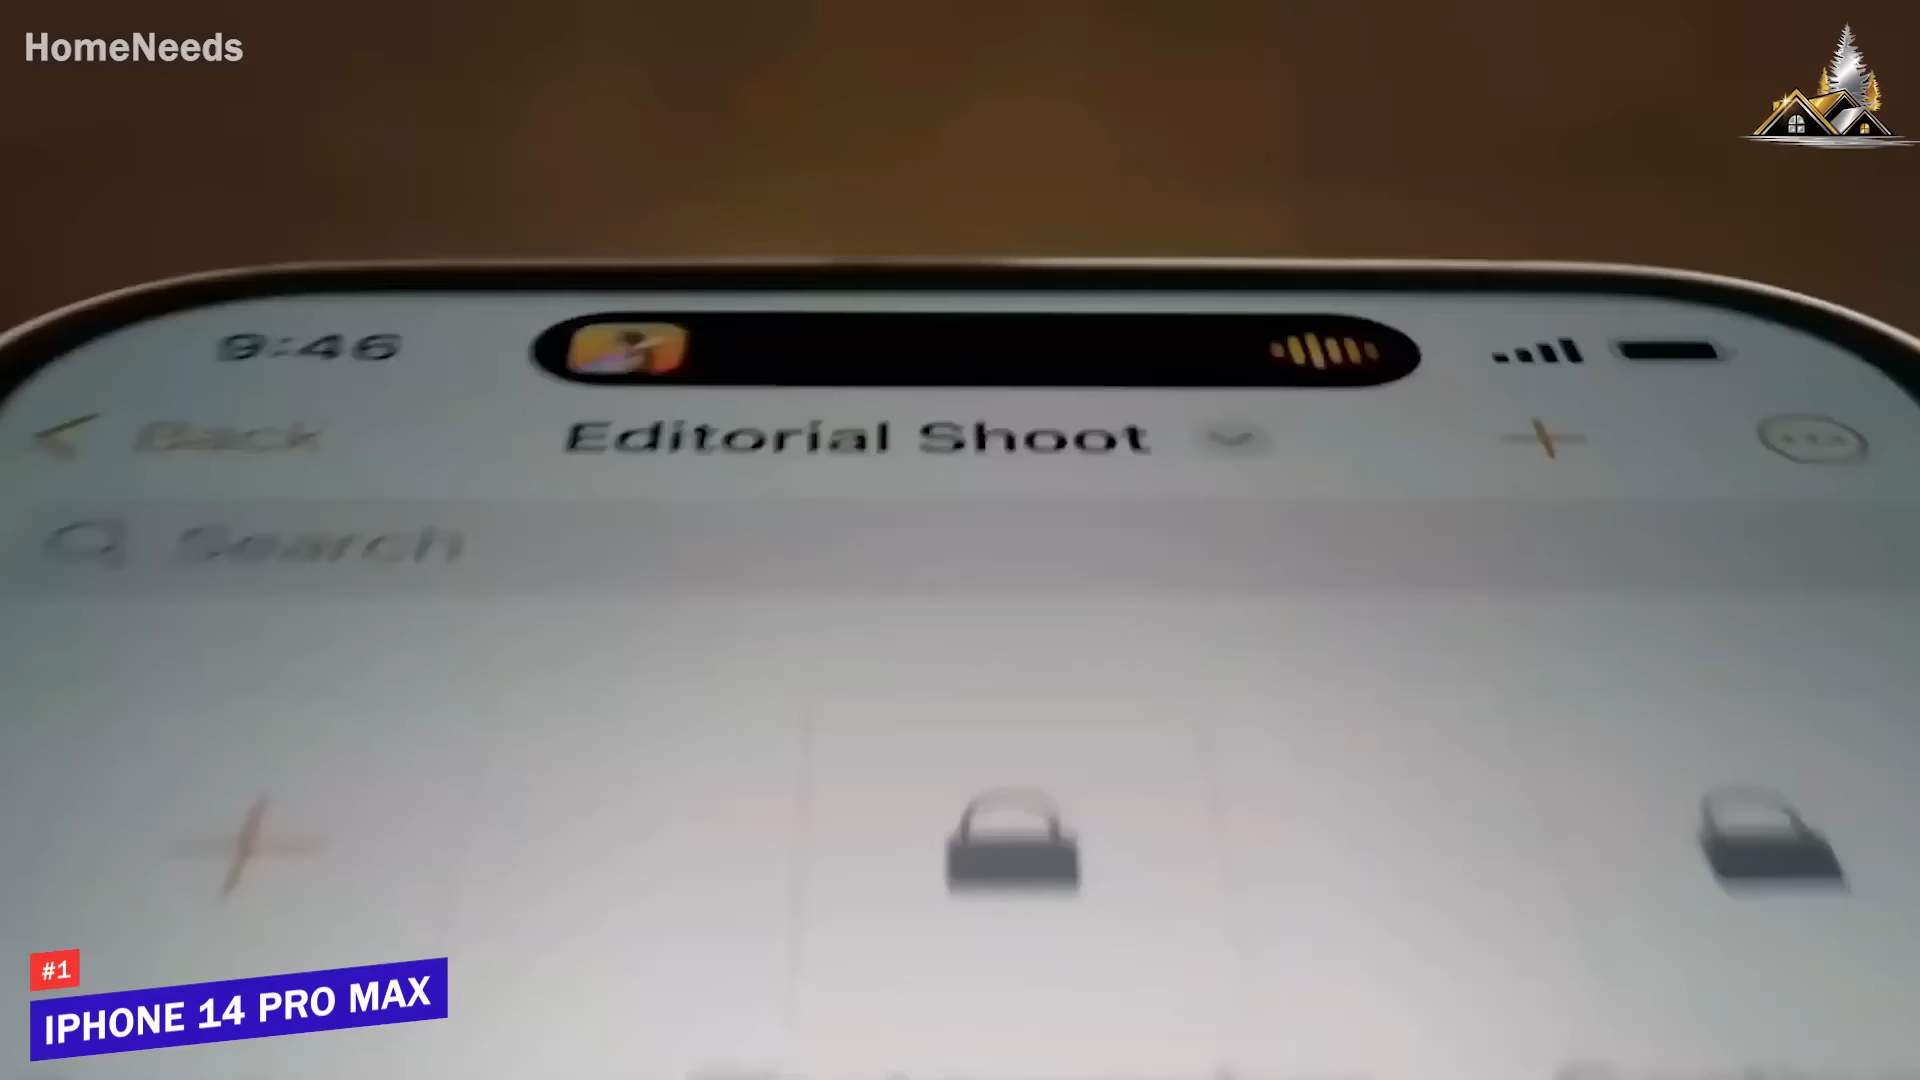 HomeNeeds
9:46
Back
Editorial Shoot
Search
#1
IPHONE 14 PRO MAX